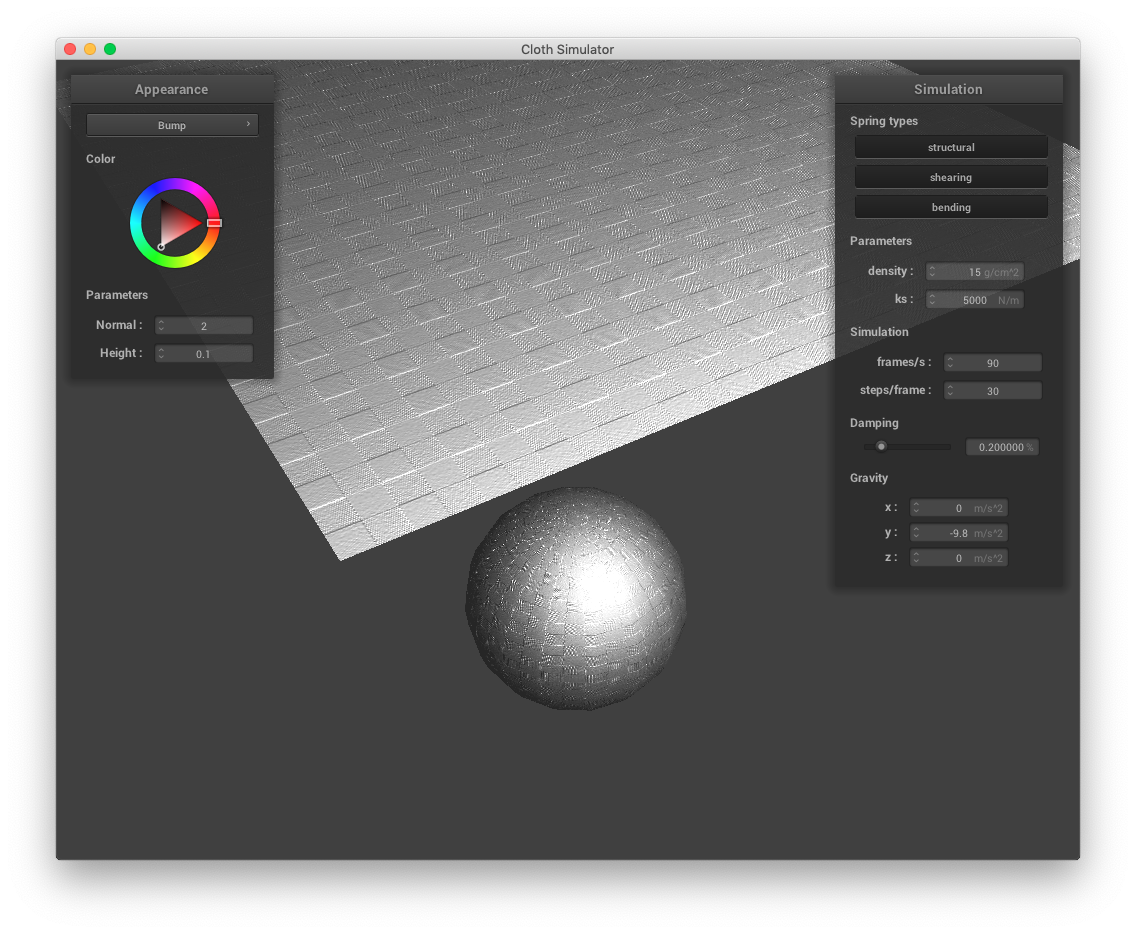 Cloth Simulator
Appearance
Bump
Color
Parameters
Normal : 2
Height : 0.1
Simulation
Spring types
structural
shearing
bending
Parameters
density : 15 g/cm^2
ks : 5000 N/m
Simulation
frames/s : 90
steps/frame : 30
Damping
0.200000 %
Gravity
x : 0 m/s^2
y : -9.8 m/s^2
z : 0 m/s^2